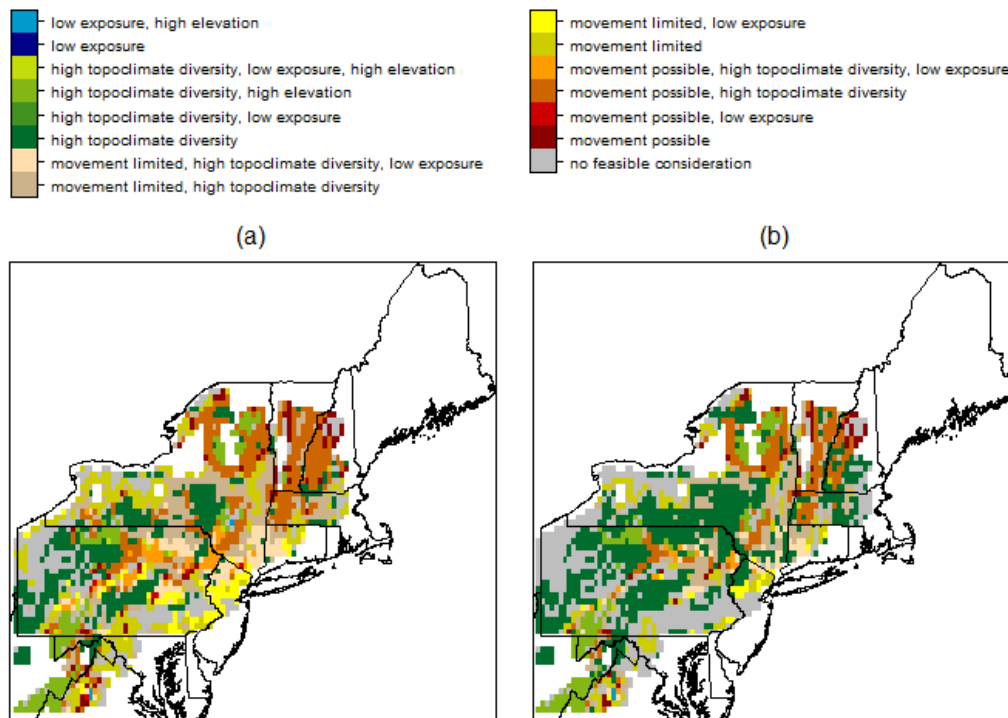 low exposure, high elevation
low exposure
high topoclimate diversity, low exposure, high elevation
high topoclimate diversity, high elevation
high topoclimate diversity, low exposure
high topoclimate diversity
movement limited, high topoclimate diversity, low exposure
movement limited, high topoclimate diversity
movement limited, low exposure
movement limited
movement possible, high topoclimate diversity, low exposure
movement possible, high topoclimate diversity
movement possible, low exposure
movement possible
no feasible consideration
(a)
(b)